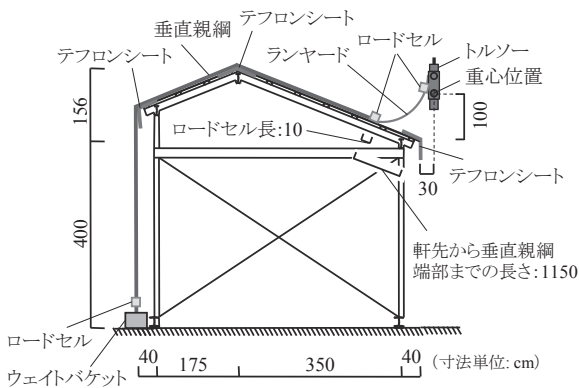 テフロンシート
垂直親綱
テフロンシート
ランヤード
ロードセル
トルソー
重心位置
156
ロードセル長:10
100
30
テフロンシート
400
軒先から垂直親綱
端部までの長さ:1150
ロードセル
ウェイトバケット
40 175 350 40 (寸法単位: cm)